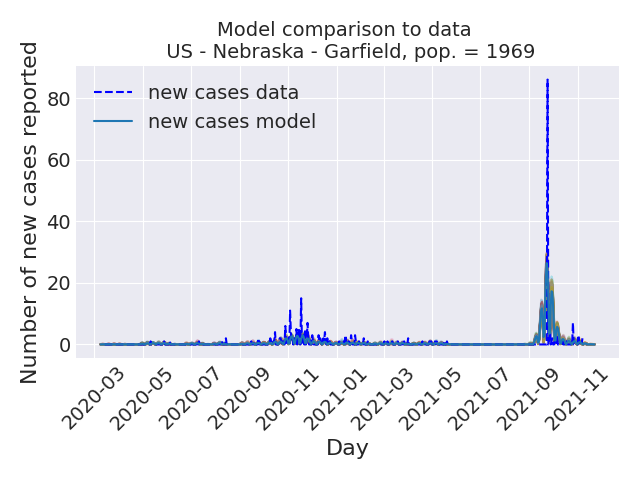 Model comparison to data
US - Nebraska - Garfield, pop. = 1969
Number of new cases reported
80
60
40
20
0
new cases data
new cases model
2020-03
2020-05
2020-07
2020-09
2020-11
2021-01
2021-03
2021-05
2021-07
2021-09
2021-11
Day